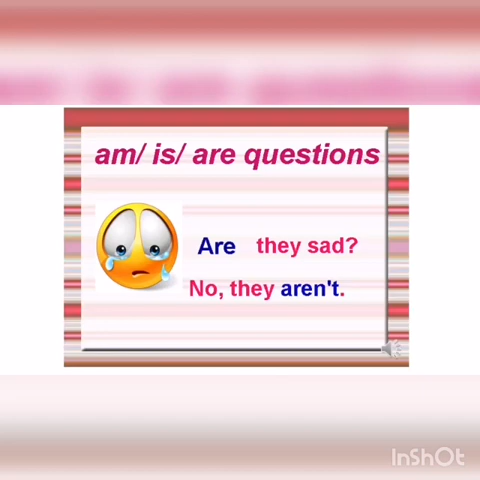 am/ is/ are questions
Are they sad?
No, they aren't.
InShOt